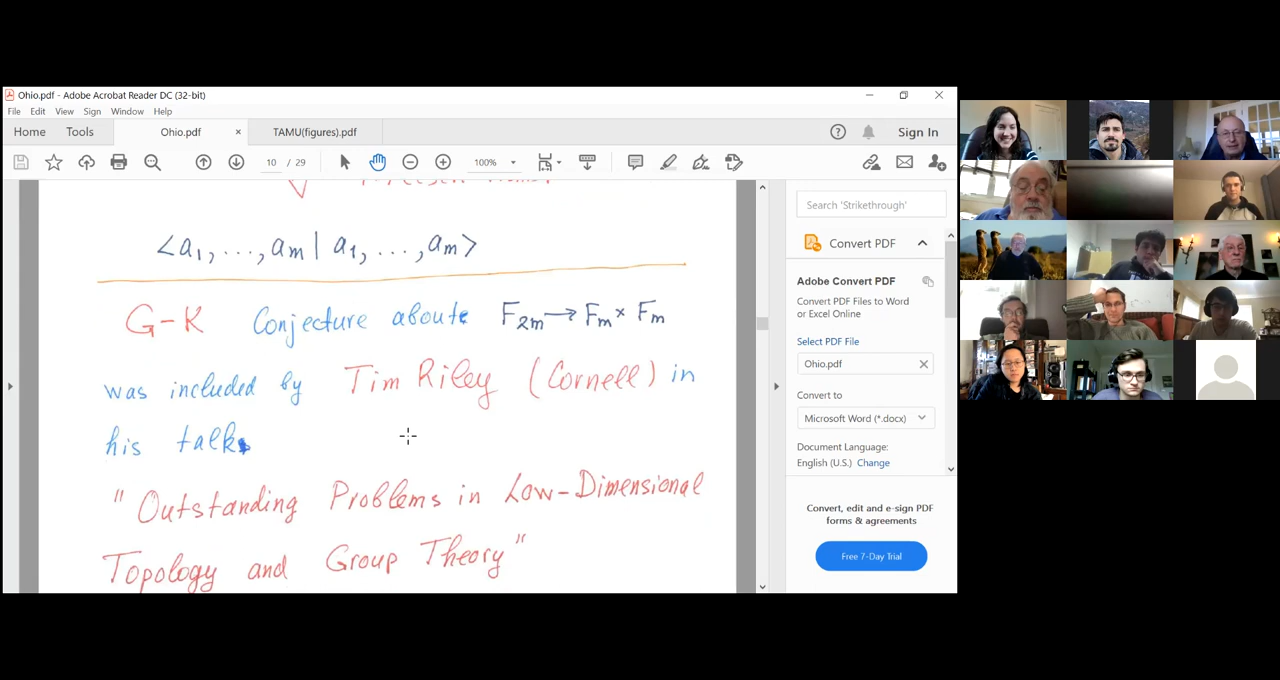 Ohio.pdf - Adobe Acrobat Reader DC (32-bit)
File Edit View Sign Window Help
Home Tools Ohio.pdf × TAMU(figures).pdf Sign In
10 / 29 100%
<a1, ..., am | a1, ..., am>
G-K Conjecture about F2m → Fm × Fm
was included by Tim Riley (Cornell) in
his talk
" Outstanding Problems in Low-Dimensional
Topology and Group Theory "
Search 'Strikethrough'
Convert PDF
Adobe Convert PDF
Convert PDF Files to Word
or Excel Online
Select PDF File
Ohio.pdf
Convert to
Microsoft Word (*.docx)
Document Language:
English (U.S.) Change
Convert, edit and e-sign PDF
forms & agreements
Free 7-Day Trial